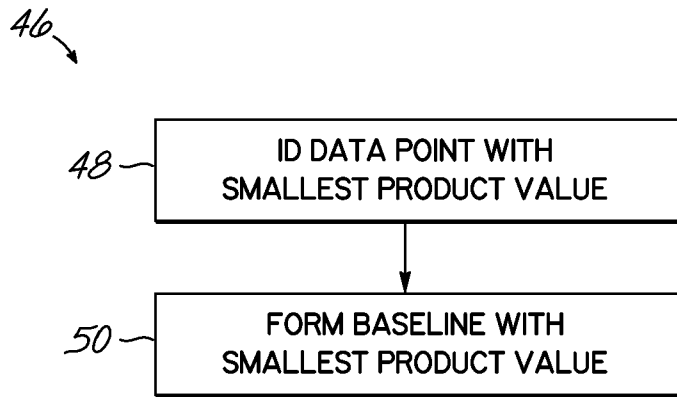 46
48
ID DATA POINT WITH
SMALLEST PRODUCT VALUE
50
FORM BASELINE WITH
SMALLEST PRODUCT VALUE